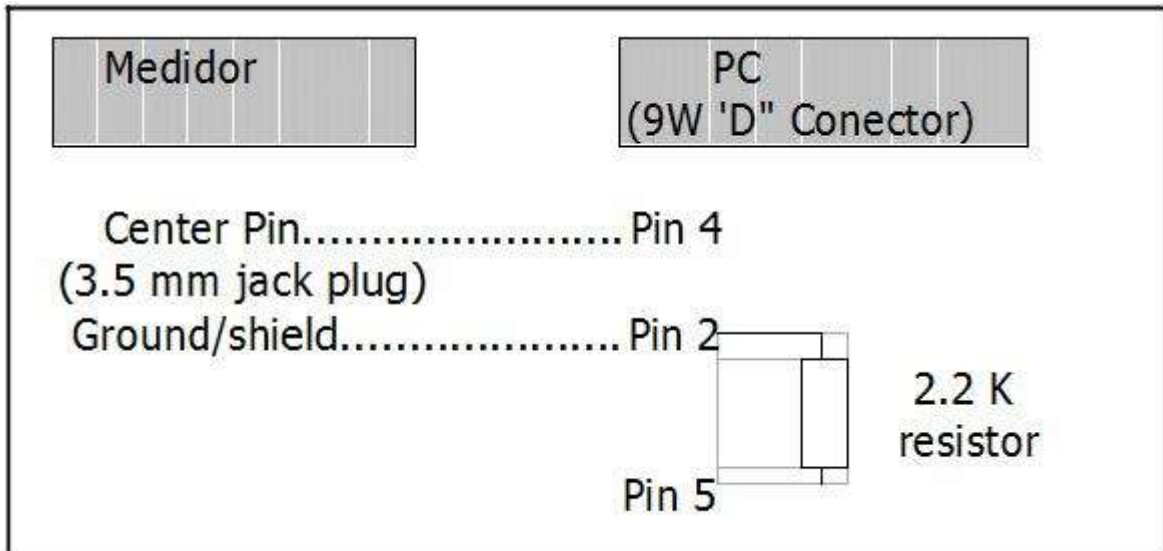 Medidor
PC
(9W 'D" Conector)
Center Pin........................ Pin 4
(3.5 mm jack plug)
Ground/shield..................... Pin 2
2.2 K
resistor
Pin 5